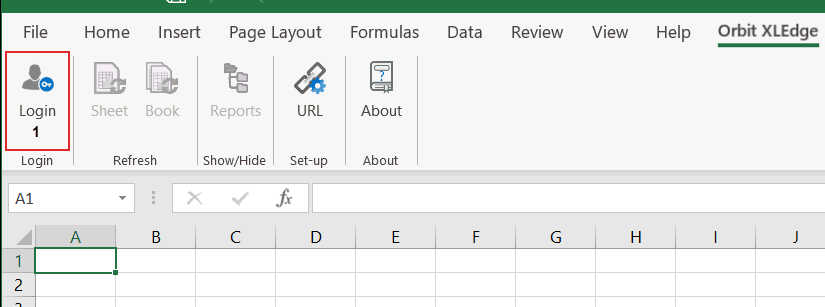 File Home Insert Page Layout Formulas Data Review View Help Orbit XLEdge
Login Sheet Book Reports URL About
1
Login Refresh Show/Hide Set-up About
A1 fx
A B C D E F G H I J
1
2